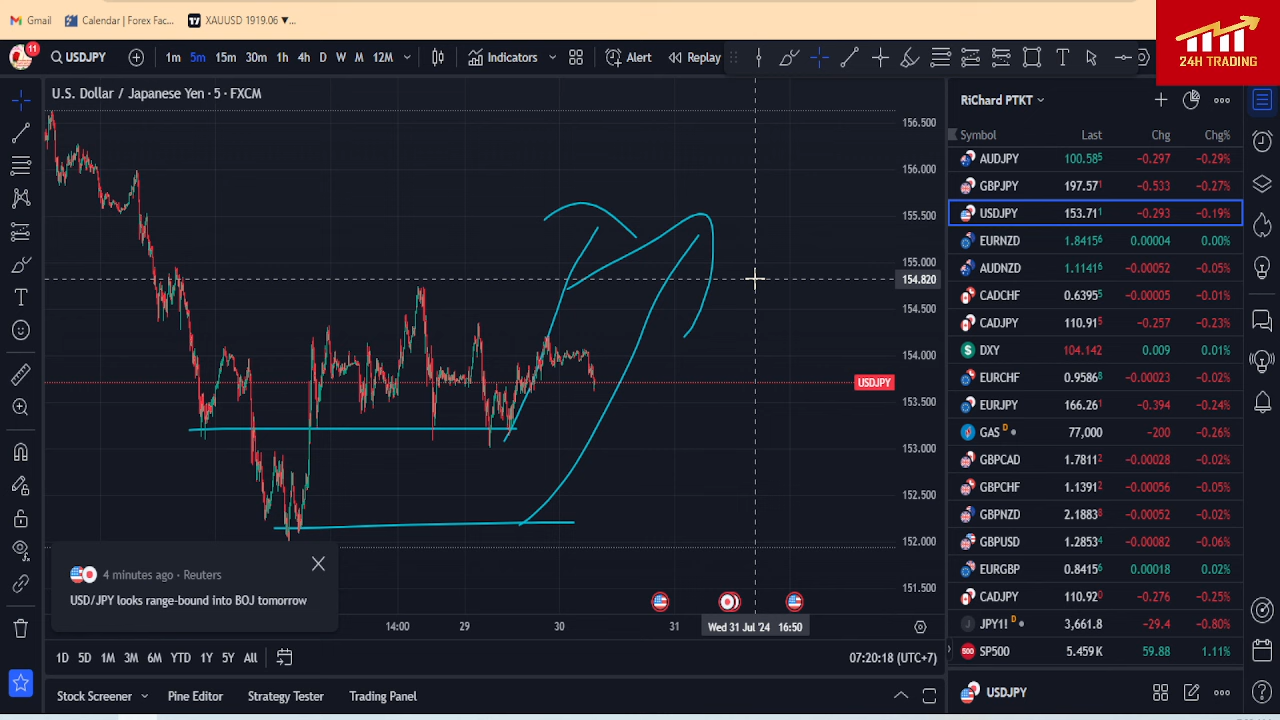 Gmail Calendar | Forex Fac... XAUUSD 1919.06 ▼...
24H TRADING
11 USDJPY 1m 5m 15m 30m 1h 4h D W M 12M Indicators Alert Replay
U.S. Dollar / Japanese Yen · 5 · FXCM
RiChard PTKT
Symbol Last Chg Chg%
AUDJPY 100.585 −0.297 −0.29%
GBPJPY 197.571 −0.533 −0.27%
USDJPY 153.711 −0.293 −0.19%
EURNZD 1.84156 0.00004 0.00%
AUDNZD 1.11416 −0.00052 −0.05%
CADCHF 0.63955 −0.00005 −0.01%
CADJPY 110.915 −0.257 −0.23%
DXY 104.142 0.009 0.01%
EURCHF 0.95868 −0.00023 −0.02%
EURJPY 166.261 −0.394 −0.24%
GAS D 77,000 −200 −0.26%
GBPCAD 1.78112 −0.00028 −0.02%
GBPCHF 1.13912 −0.00056 −0.05%
GBPNZD 2.18838 −0.00052 −0.02%
GBPUSD 1.28534 −0.00082 −0.06%
EURGBP 0.84156 0.00018 0.02%
CADJPY 110.920 −0.276 −0.25%
JPY1! D 3,661.8 −29.4 −0.80%
SP500 5.459K 59.88 1.11%
USDJPY
156.500
156.000
155.500
155.000
154.820
154.500
154.000
USDJPY
153.500
153.000
152.500
152.000
151.500
4 minutes ago · Reuters
USD/JPY looks range-bound into BOJ tomorrow
14:00 29 30 31 Wed 31 Jul '24 16:50
1D 5D 1M 3M 6M YTD 1Y 5Y All 07:20:18 (UTC+7)
Stock Screener Pine Editor Strategy Tester Trading Panel